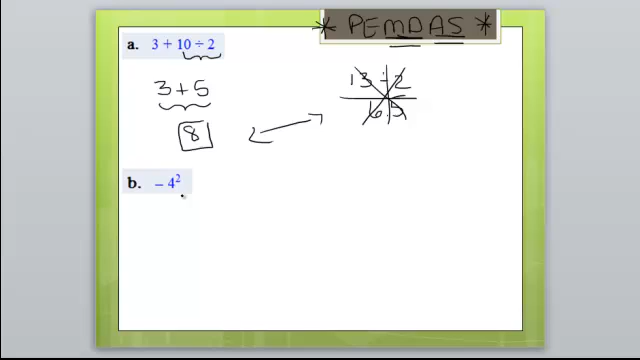 * PEMDAS *
a. 3 + 10 ÷ 2
3 + 5
8
13 ÷ 2
6.5
b. – 4²